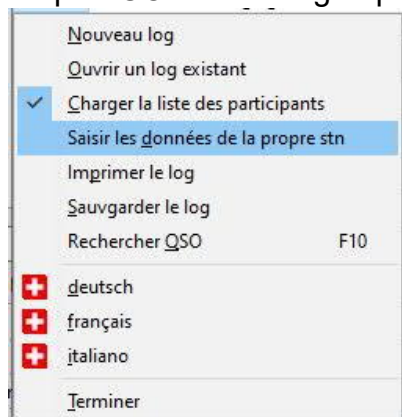 Nouveau log
Ouvrir un log existant
Charger la liste des participants
Saisir les données de la propre stn
Imprimer le log
Sauvgarder le log
Rechercher QSO F10
deutsch
français
italiano
Terminer